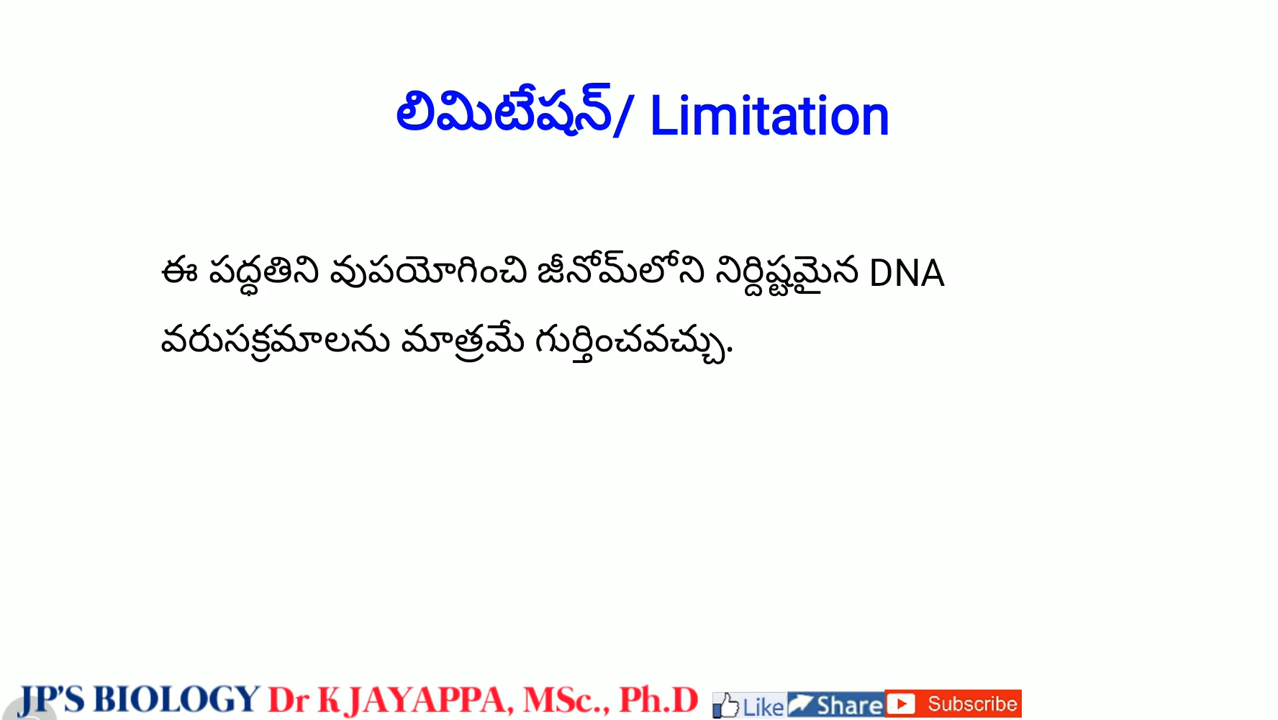 లిమిటేషన్/ Limitation
ఈ పద్ధతిని వుపయోగించి జీనోమ్‌లోని నిర్దిష్టమైన DNA
వరుసక్రమాలను మాత్రమే గుర్తించవచ్చు.
JP'S BIOLOGY Dr K JAYAPPA, MSc., Ph.D Like Share Subscribe